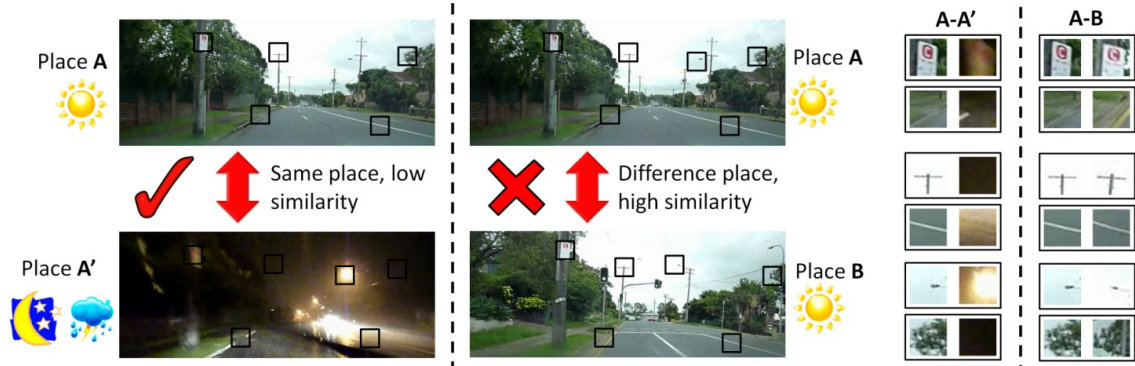 Place A
Same place, low
similarity
Place A'
Place A
Difference place,
high similarity
Place B
A-A'
A-B
C
C